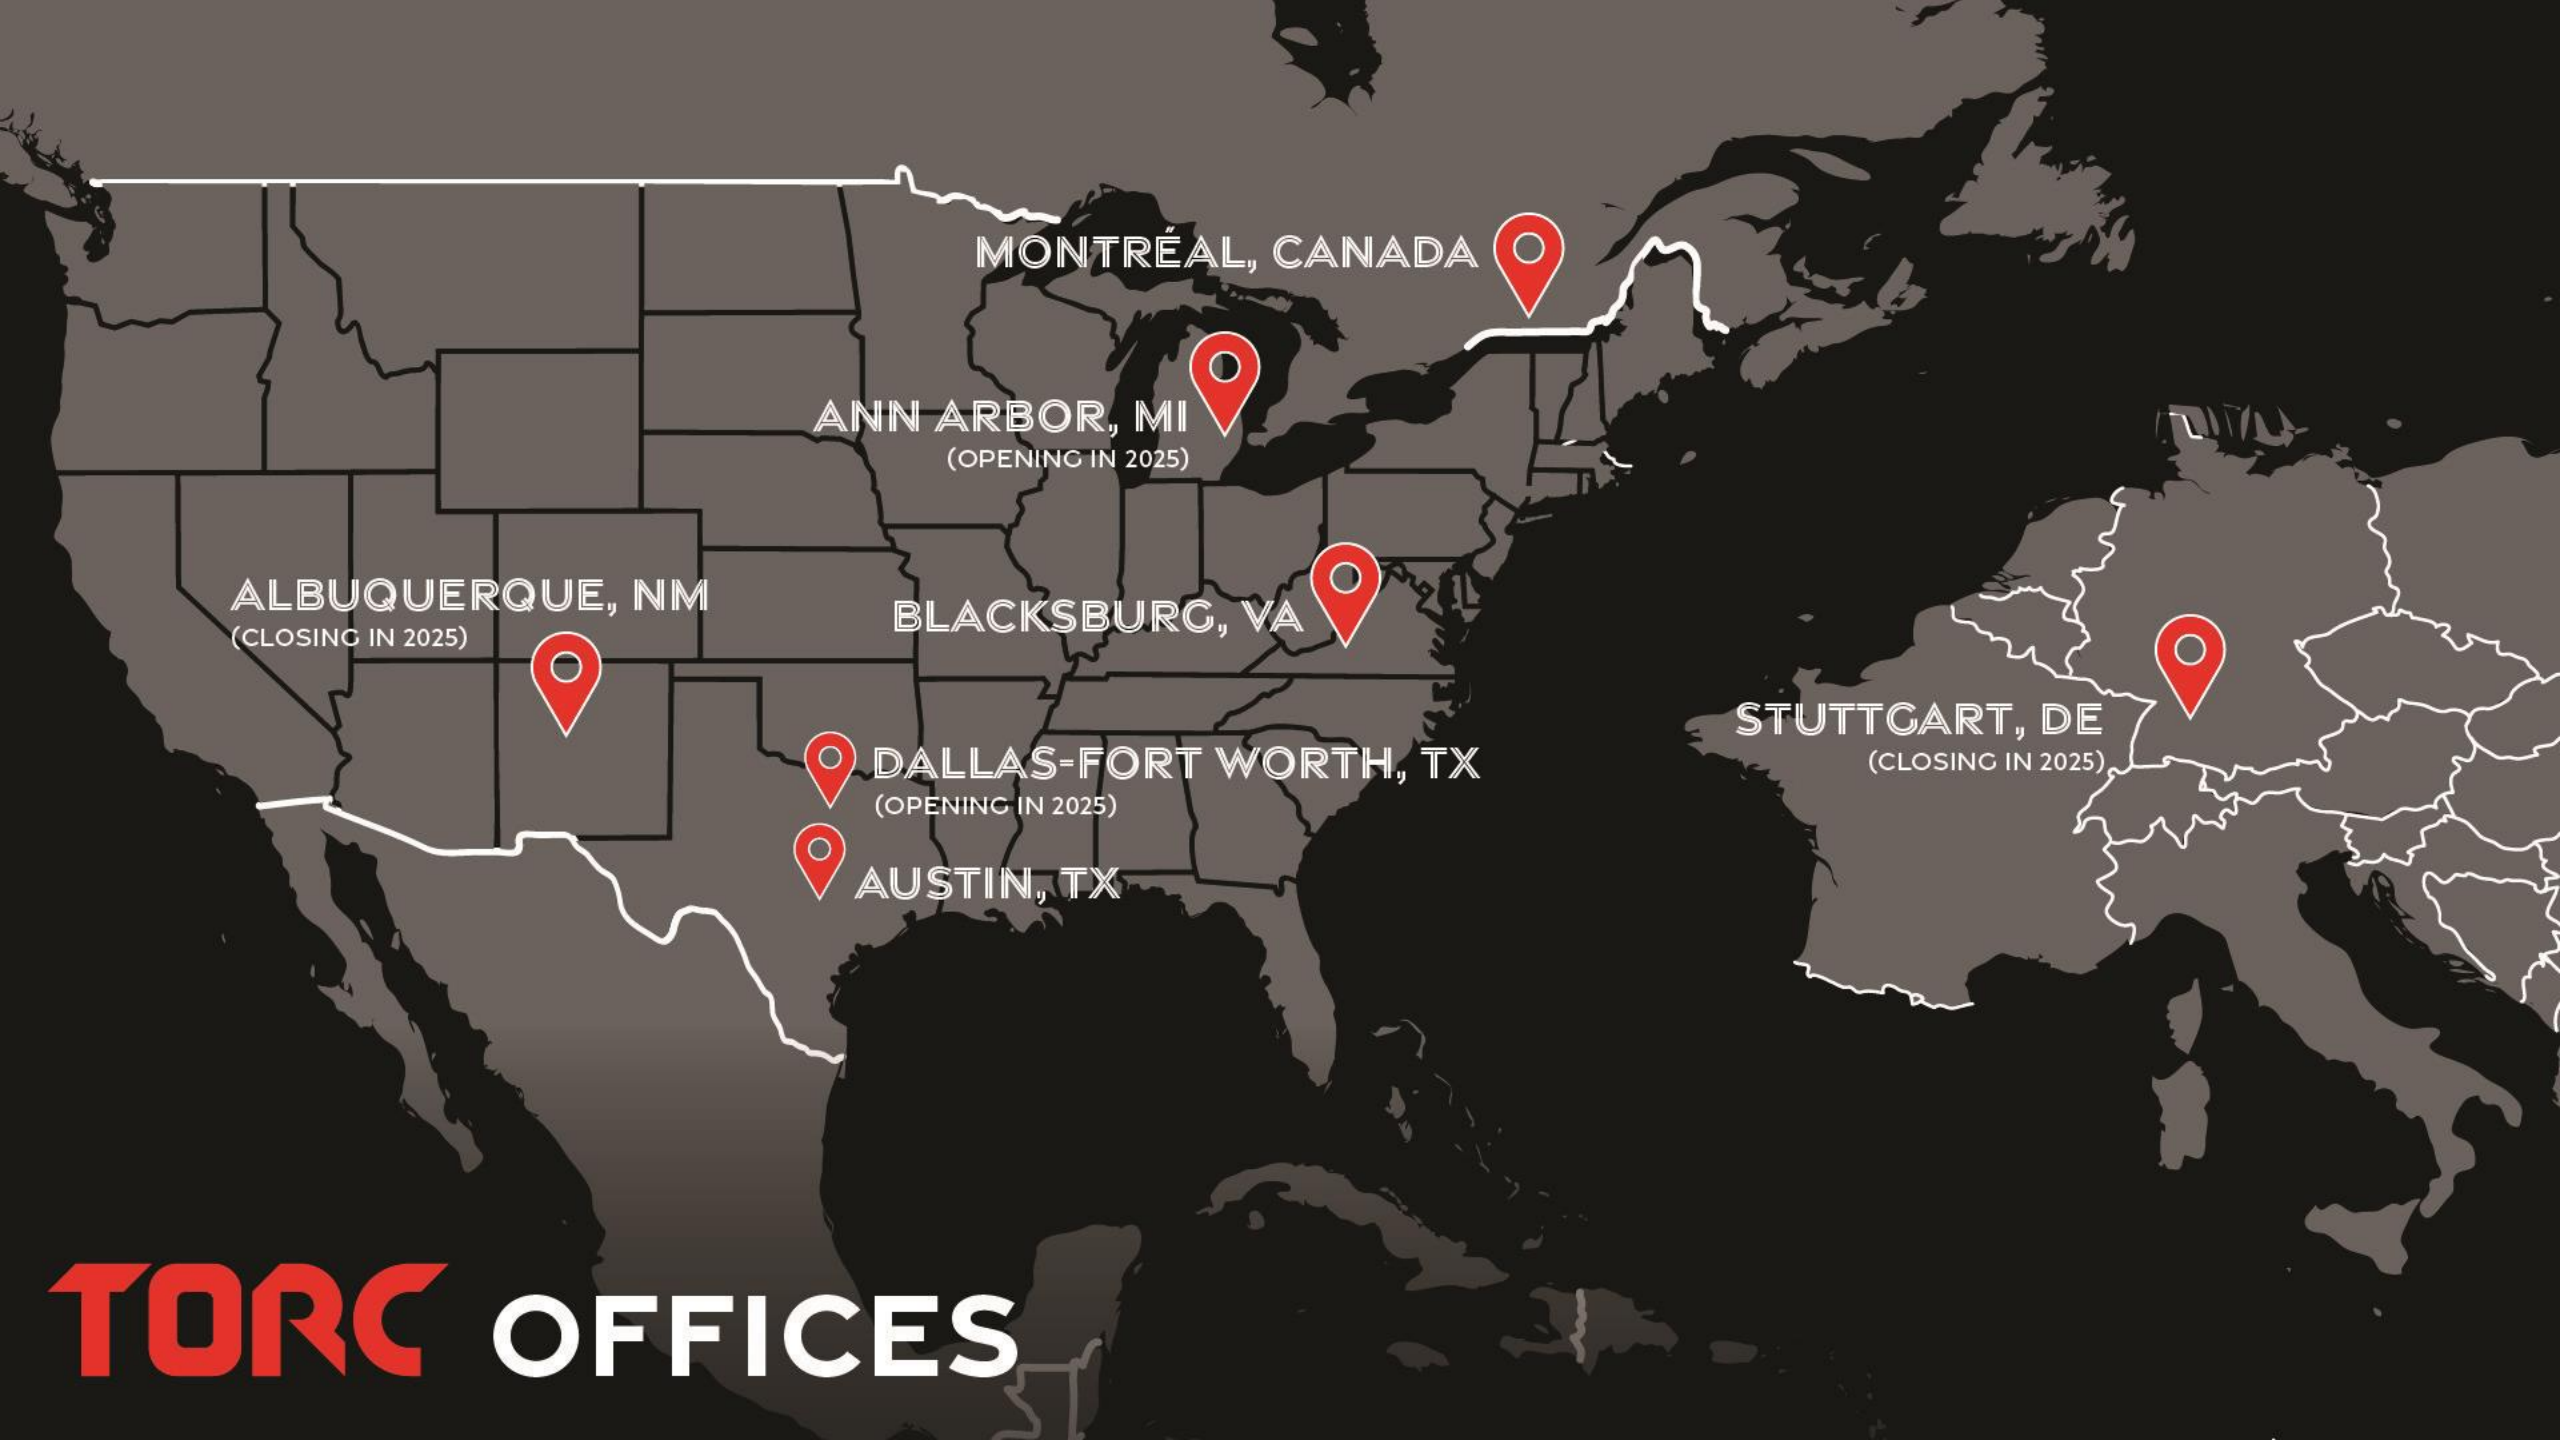 MONTRÉAL, CANADA
ANN ARBOR, MI
(OPENING IN 2025)
ALBUQUERQUE, NM
(CLOSING IN 2025)
BLACKSBURG, VA
STUTTGART, DE
(CLOSING IN 2025)
DALLAS-FORT WORTH, TX
(OPENING IN 2025)
AUSTIN, TX
TORC OFFICES